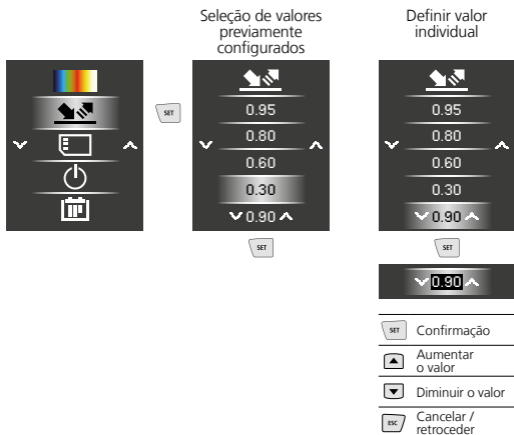 Seleção de valores
previamente
configurados
Definir valor
individual
SET
0.95
0.80
0.60
0.30
0.90
SET
0.95
0.80
0.60
0.30
0.90
SET
0.90
SET Confirmação
Aumentar
o valor
Diminuir o valor
ESC Cancelar /
retroceder